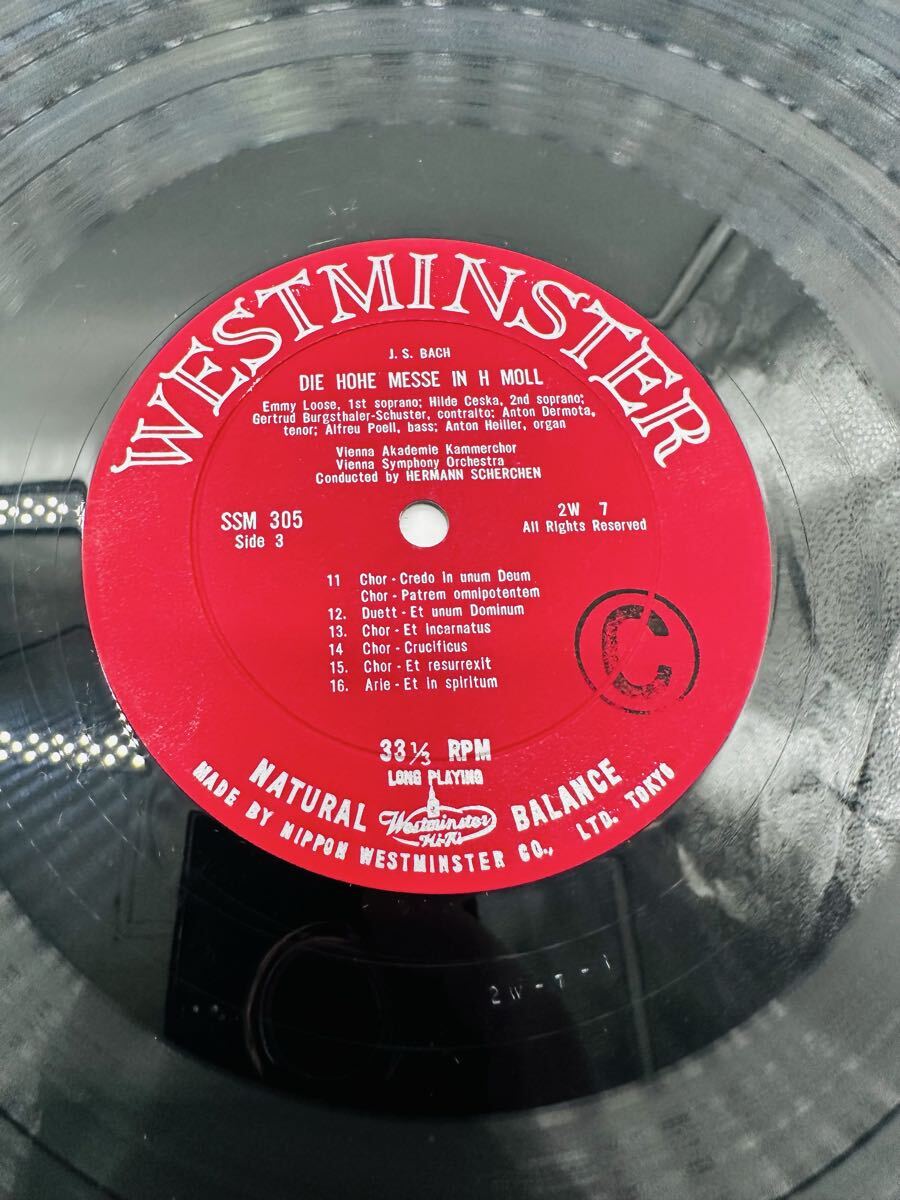 WESTMINSTER
J. S. BACH
DIE HOHE MESSE IN H MOLL
Emmy Loose, 1st soprano; Hilde Ceska, 2nd soprano;
Gertrud Burgsthaler-Schuster, contralto; Anton Dermota,
tenor; Alfreu Poell, bass; Anton Heiller, organ
Vienna Akademie Kammerchor
Vienna Symphony Orchestra
Conducted by HERMANN SCHERCHEN
SSM 305
Side 3
2W 7
All Rights Reserved
11 Chor - Credo in unum Deum
Chor - Patrem omnipotentem
12. Duett - Et unum Dominum
13. Chor - Et incarnatus
14 Chor - Crucificus
15. Chor - Et resurrexit
16. Arie - Et in spiritum
C
33 1/3 RPM
LONG PLAYING
NATURAL BALANCE
Westminster
Hi-Fi
MADE BY NIPPON WESTMINSTER CO., LTD. TOKYO
2W-7-1